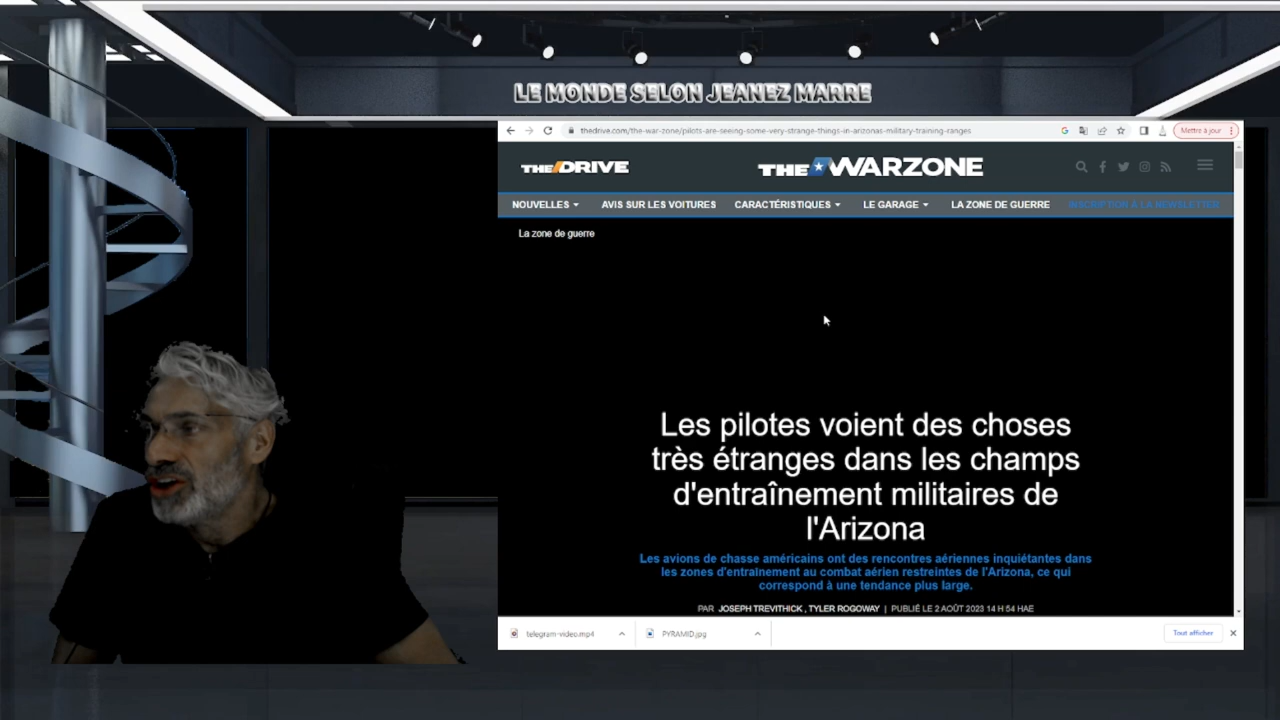 LE MONDE SELON JEANEZ MARRE
thedrive.com/the-war-zone/pilots-are-seeing-some-very-strange-things-in-arizonas-military-training-ranges
Mettre à jour
THE DRIVE
THE WARZONE
NOUVELLES AVIS SUR LES VOITURES CARACTÉRISTIQUES LE GARAGE LA ZONE DE GUERRE INSCRIPTION À LA NEWSLETTER
La zone de guerre
Les pilotes voient des choses
très étranges dans les champs
d'entraînement militaires de
l'Arizona
Les avions de chasse américains ont des rencontres aériennes inquiétantes dans
les zones d'entraînement au combat aérien restreintes de l'Arizona, ce qui
correspond à une tendance plus large.
PAR JOSEPH TREVITHICK , TYLER ROGOWAY | PUBLIÉ LE 2 AOÛT 2023 14 H 54 HAE
telegram-video.mp4
PYRAMID.jpg
Tout afficher